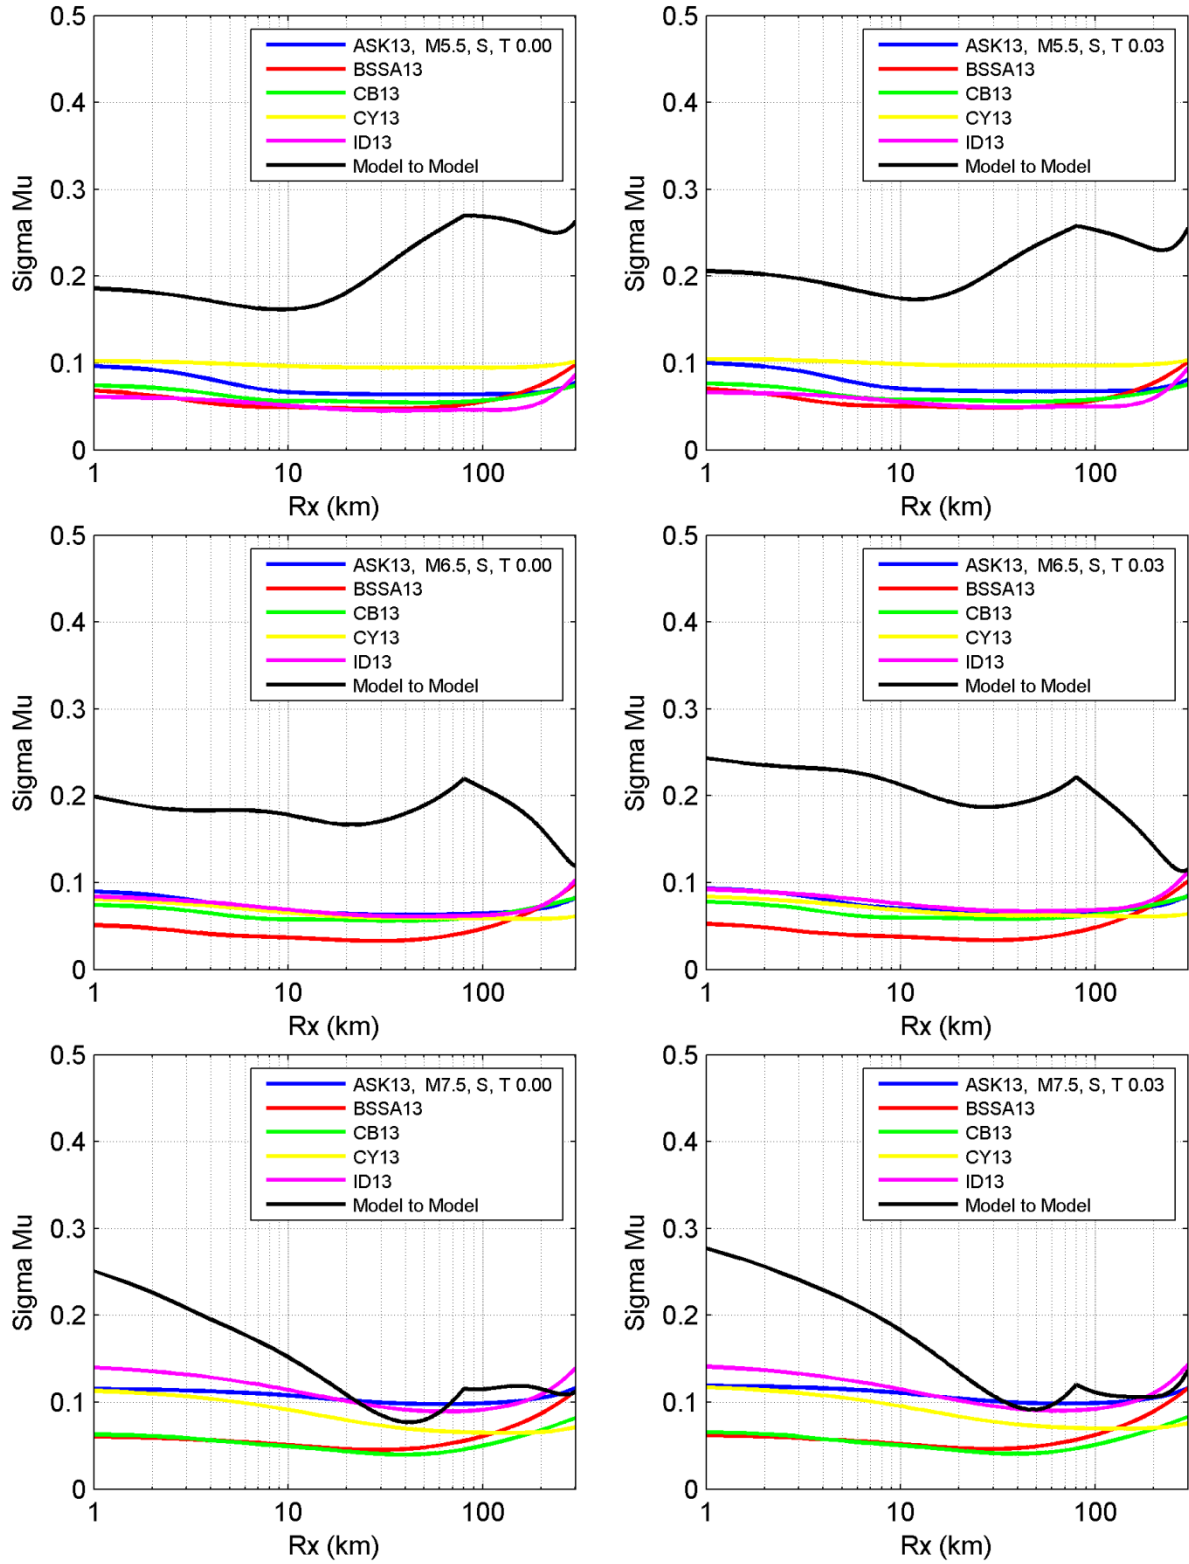 0.5
0.4
0.3
0.2
0.1
0
Sigma Mu
ASK13, M5.5, S, T 0.00
BSSA13
CB13
CY13
ID13
Model to Model
1 10 100
Rx (km)
0.5
0.4
0.3
0.2
0.1
0
Sigma Mu
ASK13, M5.5, S, T 0.03
BSSA13
CB13
CY13
ID13
Model to Model
1 10 100
Rx (km)
0.5
0.4
0.3
0.2
0.1
0
Sigma Mu
ASK13, M6.5, S, T 0.00
BSSA13
CB13
CY13
ID13
Model to Model
1 10 100
Rx (km)
0.5
0.4
0.3
0.2
0.1
0
Sigma Mu
ASK13, M6.5, S, T 0.03
BSSA13
CB13
CY13
ID13
Model to Model
1 10 100
Rx (km)
0.5
0.4
0.3
0.2
0.1
0
Sigma Mu
ASK13, M7.5, S, T 0.00
BSSA13
CB13
CY13
ID13
Model to Model
1 10 100
Rx (km)
0.5
0.4
0.3
0.2
0.1
0
Sigma Mu
ASK13, M7.5, S, T 0.03
BSSA13
CB13
CY13
ID13
Model to Model
1 10 100
Rx (km)